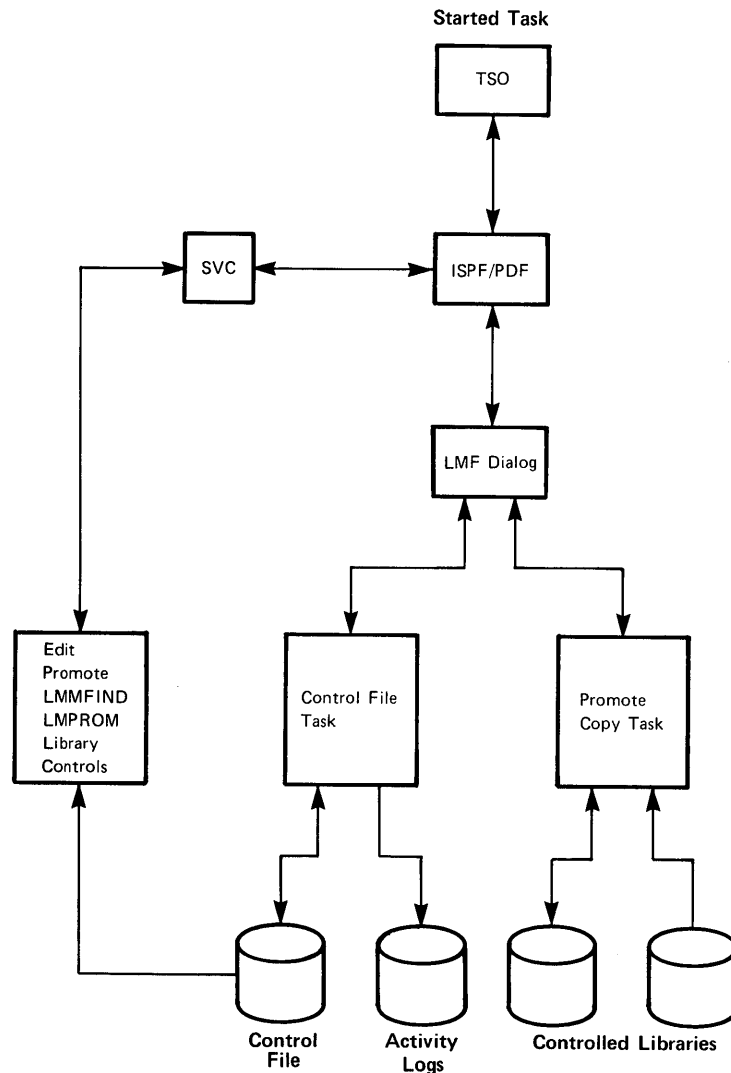 Started Task
TSO
SVC
ISPF/PDF
LMF Dialog
Edit
Promote
LMMFIND
LMPROM
Library
Controls
Control File
Task
Promote
Copy Task
Control
File
Activity
Logs
Controlled Libraries